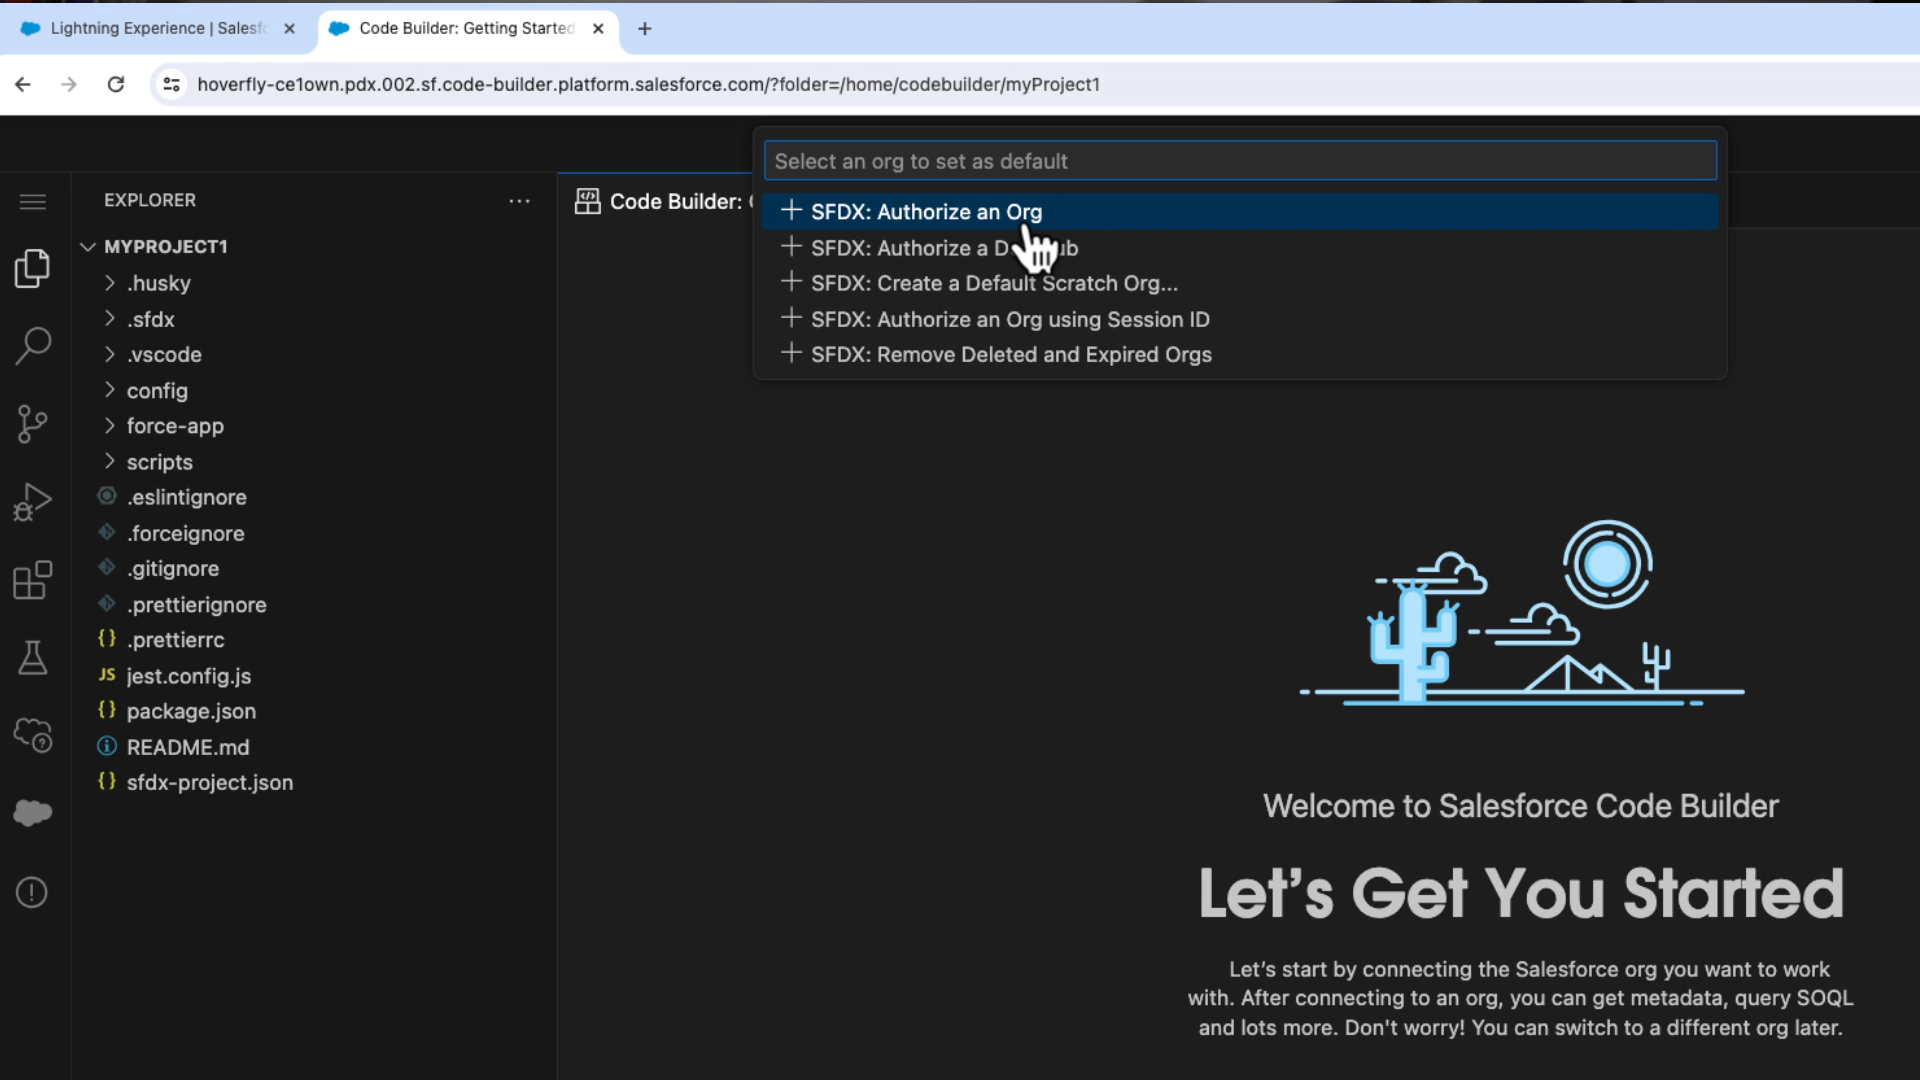 Lightning Experience | Salesf
Code Builder: Getting Started
hoverfly-ce1own.pdx.002.sf.code-builder.platform.salesforce.com/?folder=/home/codebuilder/myProject1
Select an org to set as default
SFDX: Authorize an Org
SFDX: Authorize a D ub
SFDX: Create a Default Scratch Org...
SFDX: Authorize an Org using Session ID
SFDX: Remove Deleted and Expired Orgs
EXPLORER
Code Builder:
MYPROJECT1
.husky
.sfdx
.vscode
config
force-app
scripts
.eslintignore
.forceignore
.gitignore
.prettierignore
{} .prettierrc
JS jest.config.js
{} package.json
README.md
{} sfdx-project.json
Welcome to Salesforce Code Builder
Let's Get You Started
Let's start by connecting the Salesforce org you want to work
with. After connecting to an org, you can get metadata, query SOQL
and lots more. Don't worry! You can switch to a different org later.